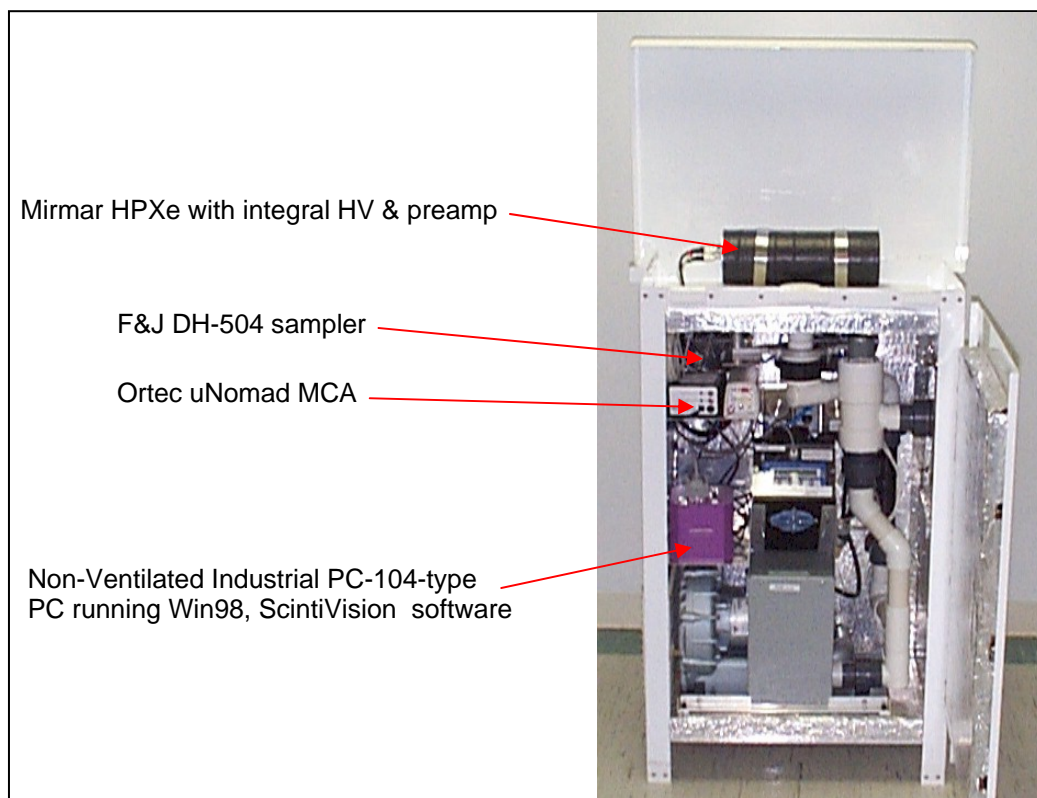 Mirmar HPXe with integral HV & preamp
F&J DH-504 sampler
Ortec uNomad MCA
Non-Ventilated Industrial PC-104-type
PC running Win98, ScintiVision software